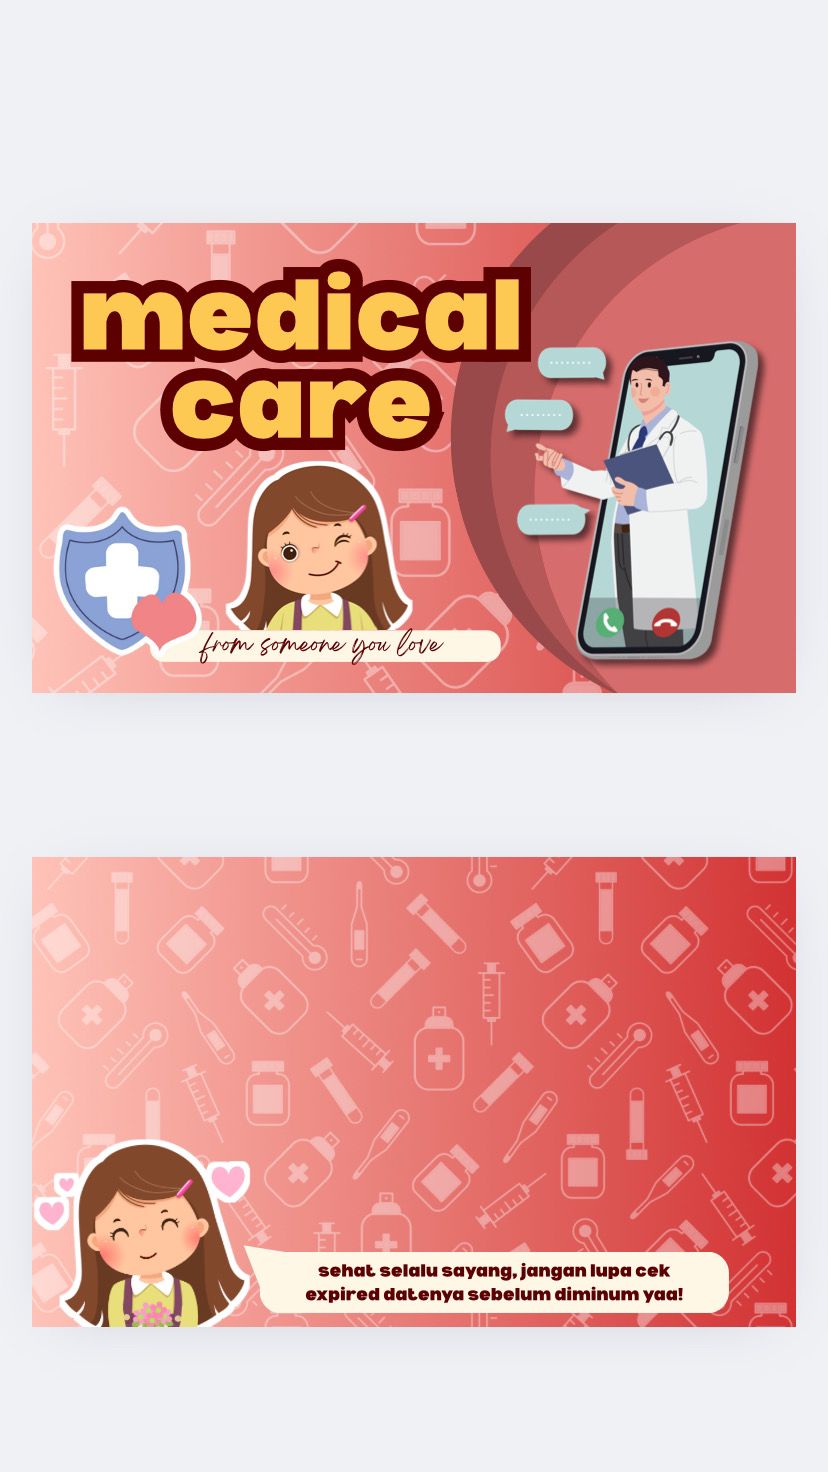 medical
care
from someone you love
sehat selalu sayang, jangan lupa cek
expired datenya sebelum diminum yaa!